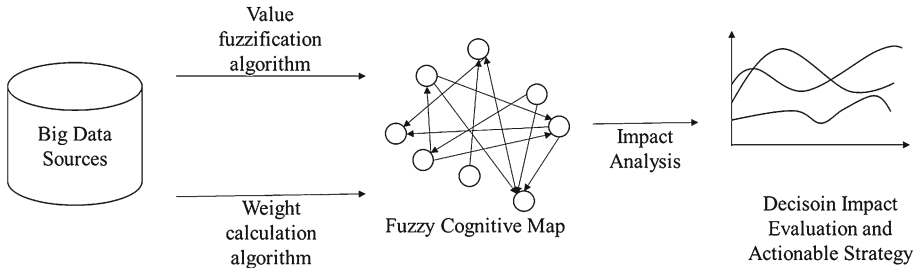 Value
fuzzification
algorithm
Big Data
Sources
Weight
calculation
algorithm
Fuzzy Cognitive Map
Impact
Analysis
Decisoin Impact
Evaluation and
Actionable Strategy